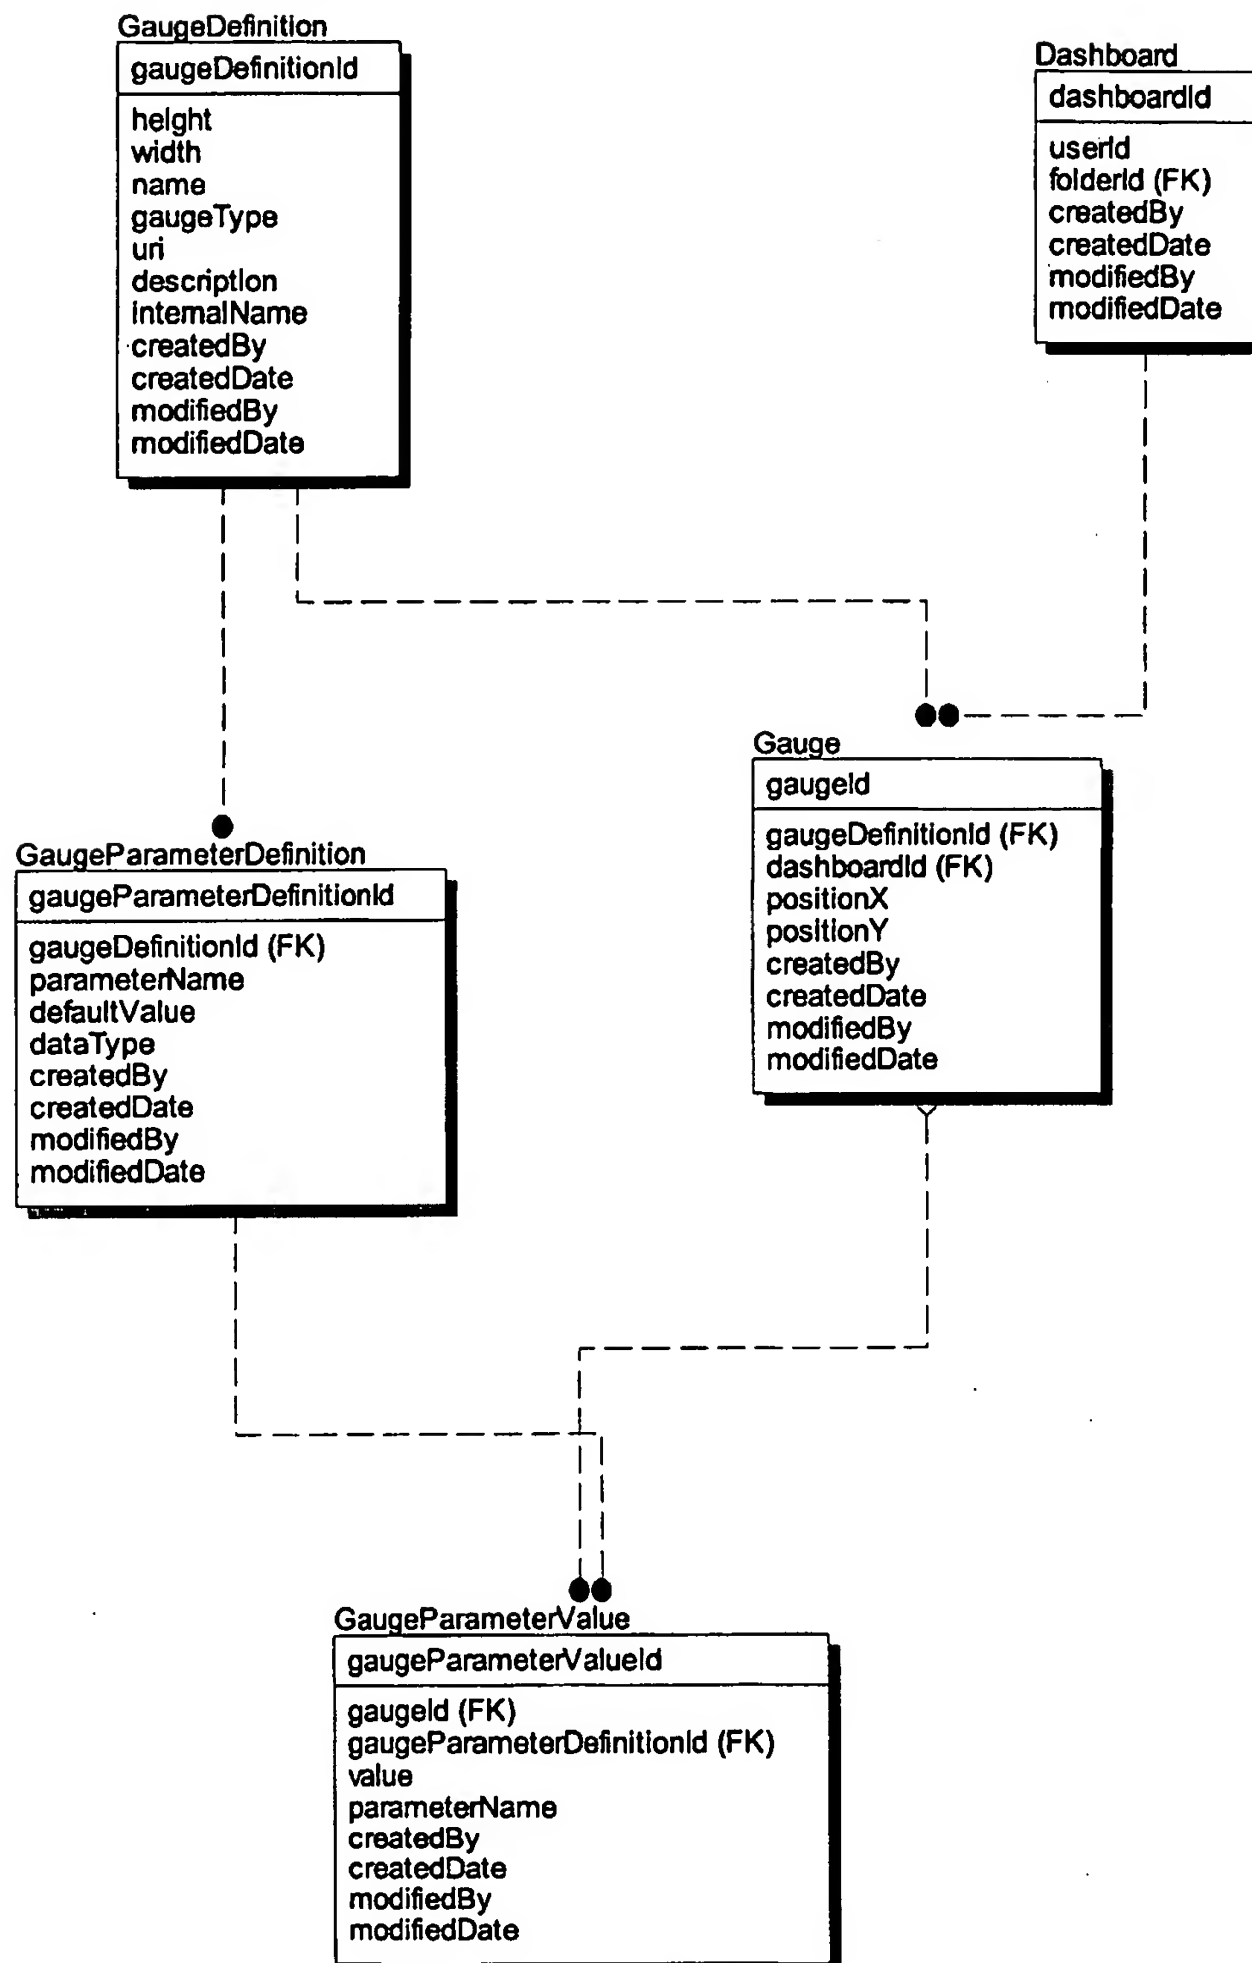 GaugeDefinition
gaugeDefinitionId
height
width
name
gaugeType
uri
description
internalName
createdBy
createdDate
modifiedBy
modifiedDate
Dashboard
dashboardId
userId
folderId (FK)
createdBy
createdDate
modifiedBy
modifiedDate
Gauge
gaugeId
gaugeDefinitionId (FK)
dashboardId (FK)
positionX
positionY
createdBy
createdDate
modifiedBy
modifiedDate
GaugeParameterDefinition
gaugeParameterDefinitionId
gaugeDefinitionId (FK)
parameterName
defaultValue
dataType
createdBy
createdDate
modifiedBy
modifiedDate
GaugeParameterValue
gaugeParameterValueId
gaugeId (FK)
gaugeParameterDefinitionId (FK)
value
parameterName
createdBy
createdDate
modifiedBy
modifiedDate